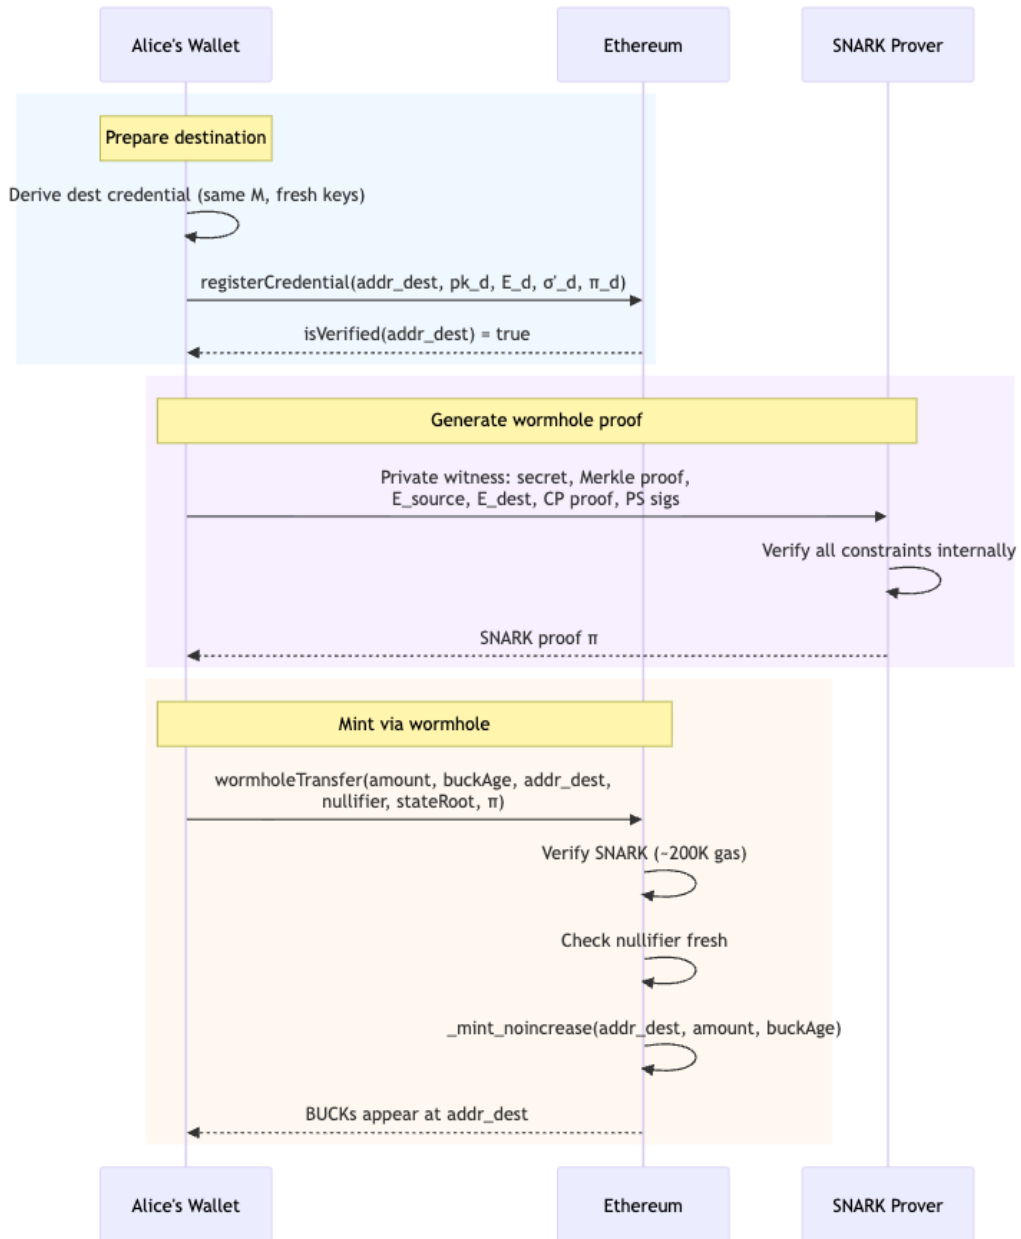 Alice's Wallet
Ethereum
SNARK Prover
Prepare destination
Derive dest credential (same M, fresh keys)
registerCredential(addr_dest, pk_d, E_d, σ'_d, π_d)
isVerified(addr_dest) = true
Generate wormhole proof
Private witness: secret, Merkle proof,
E_source, E_dest, CP proof, PS sigs
Verify all constraints internally
SNARK proof π
Mint via wormhole
wormholeTransfer(amount, buckAge, addr_dest,
nullifier, stateRoot, π)
Verify SNARK (~200K gas)
Check nullifier fresh
_mint_noincrease(addr_dest, amount, buckAge)
BUCKs appear at addr_dest
Alice's Wallet
Ethereum
SNARK Prover